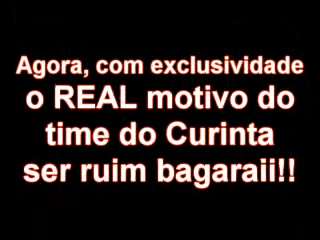 Agora, com exclusividade
o REAL motivo do
time do Curinta
ser ruim bagaraii!!